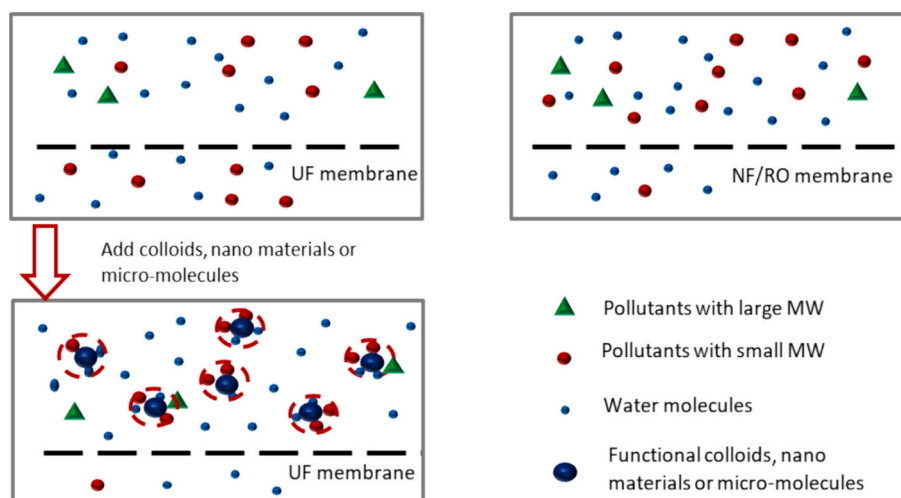 UF membrane
NF/RO membrane
Add colloids, nano materials or
micro-molecules
UF membrane
Pollutants with large MW
Pollutants with small MW
Water molecules
Functional colloids, nano
materials or micro-molecules